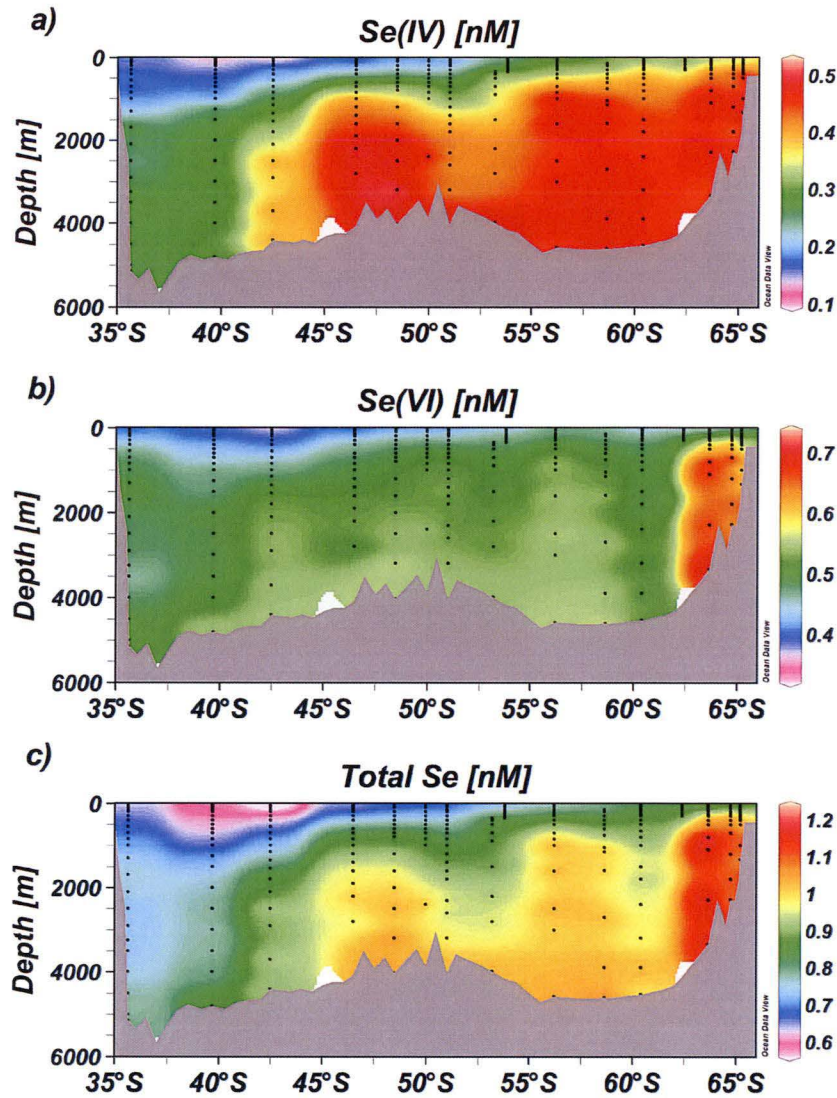 a)
Se(IV) [nM]
Depth [m]
0
2000
4000
6000
35°S 40°S 45°S 50°S 55°S 60°S 65°S
0.5
0.4
0.3
0.2
0.1
Ocean Data View
b)
Se(VI) [nM]
Depth [m]
0
2000
4000
6000
35°S 40°S 45°S 50°S 55°S 60°S 65°S
0.7
0.6
0.5
0.4
Ocean Data View
c)
Total Se [nM]
Depth [m]
0
2000
4000
6000
35°S 40°S 45°S 50°S 55°S 60°S 65°S
1.2
1.1
1
0.9
0.8
0.7
0.6
Ocean Data View